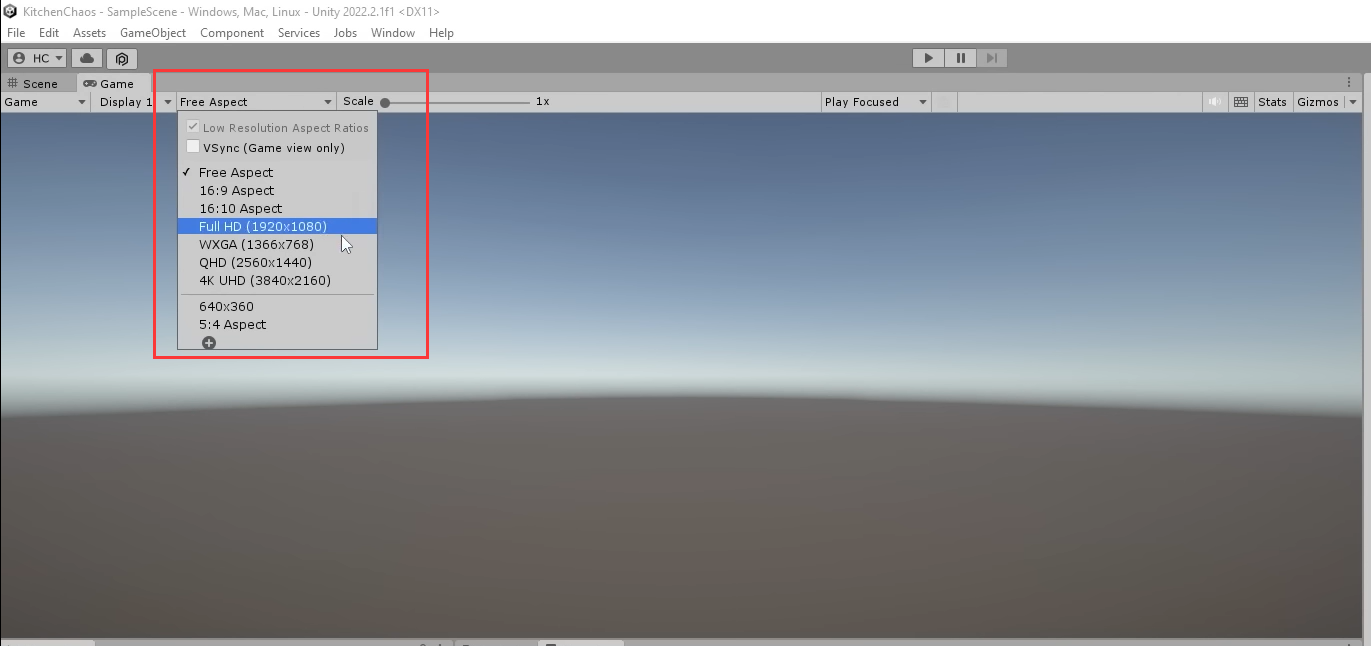 KitchenChaos - SampleScene - Windows, Mac, Linux - Unity 2022.2.1f1 <DX11>
File Edit Assets GameObject Component Services Jobs Window Help
HC
Scene Game
Game Display 1 Free Aspect Scale 1x Play Focused Stats Gizmos
Low Resolution Aspect Ratios
VSync (Game view only)
Free Aspect
16:9 Aspect
16:10 Aspect
Full HD (1920x1080)
WXGA (1366x768)
QHD (2560x1440)
4K UHD (3840x2160)
640x360
5:4 Aspect